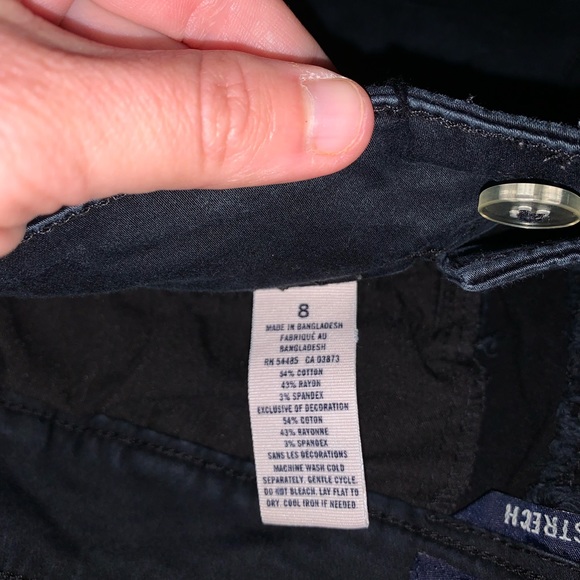 8
MADE IN BANGLADESH
FABRIQUÉ AU
BANGLADESH
RN 54485 CA 03873
54% COTTON
43% RAYON
3% SPANDEX
EXCLUSIVE OF DECORATION
54% COTON
43% RAYONNE
3% SPANDEX
SANS LES DÉCORATIONS
MACHINE WASH COLD
SEPARATELY, GENTLE CYCLE.
DO NOT BLEACH. LAY FLAT TO
DRY. COOL IRON IF NEEDED